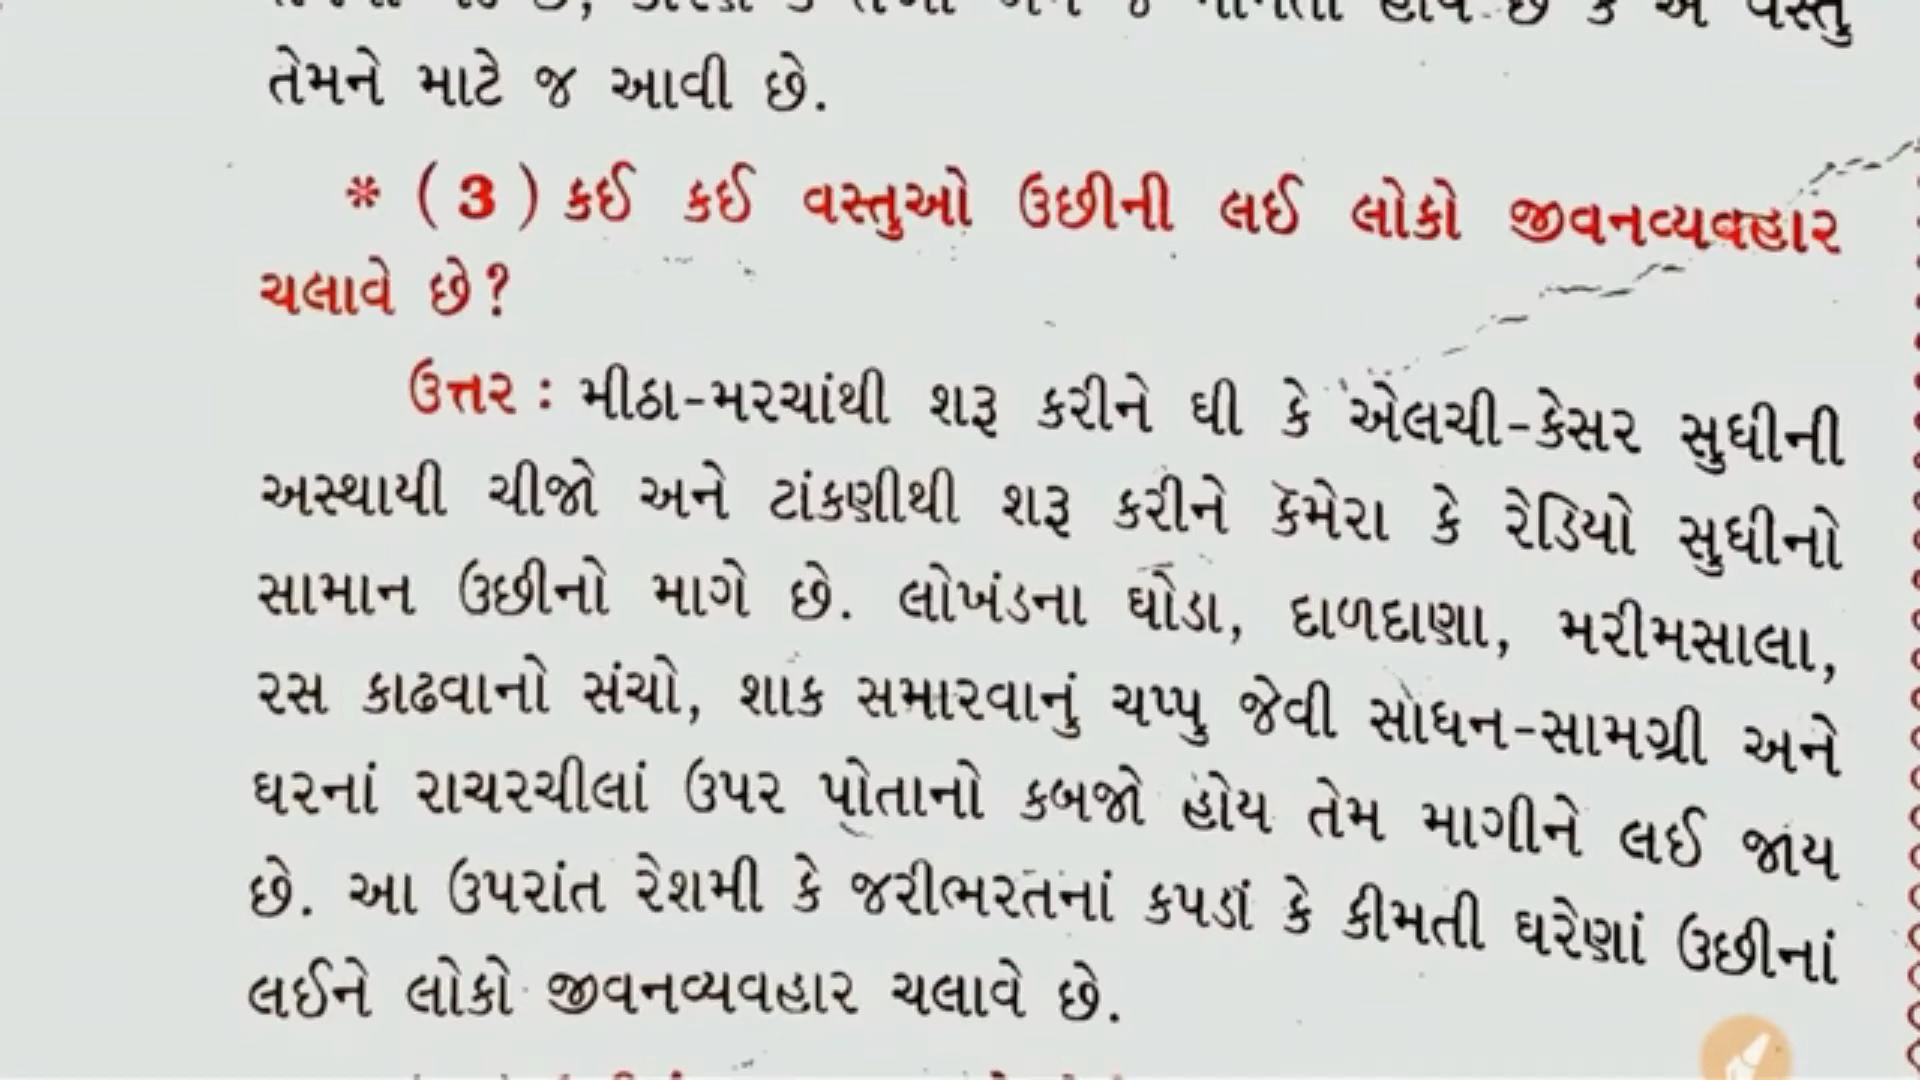 છે કે એ વસ્તુ
તેમને માટે જ આવી છે.
* (3) કઈ કઈ વસ્તુઓ ઉછીની લઈ લોકો જીવનવ્યવહાર
ચલાવે છે?
ઉત્તર : મીઠા-મરચાંથી શરૂ કરીને ઘી કે એલચી-કેસર સુધીની
અસ્થાયી ચીજો અને ટાંકણીથી શરૂ કરીને કૅમેરા કે રેડિયો સુધીનો
સામાન ઉછીનો માગે છે. લોખંડના ઘોડા, દાળદાણા, મરીમસાલા,
રસ કાઢવાનો સંચો, શાક સમારવાનું ચપ્પુ જેવી સાધન-સામગ્રી અને
ઘરનાં રાચરચીલાં ઉપર પોતાનો કબજો હોય તેમ માગીને લઈ જાય
છે. આ ઉપરાંત રેશમી કે જરીભરતનાં કપડાં કે કીમતી ઘરેણાં ઉછીનાં
લઈને લોકો જીવનવ્યવહાર ચલાવે છે.